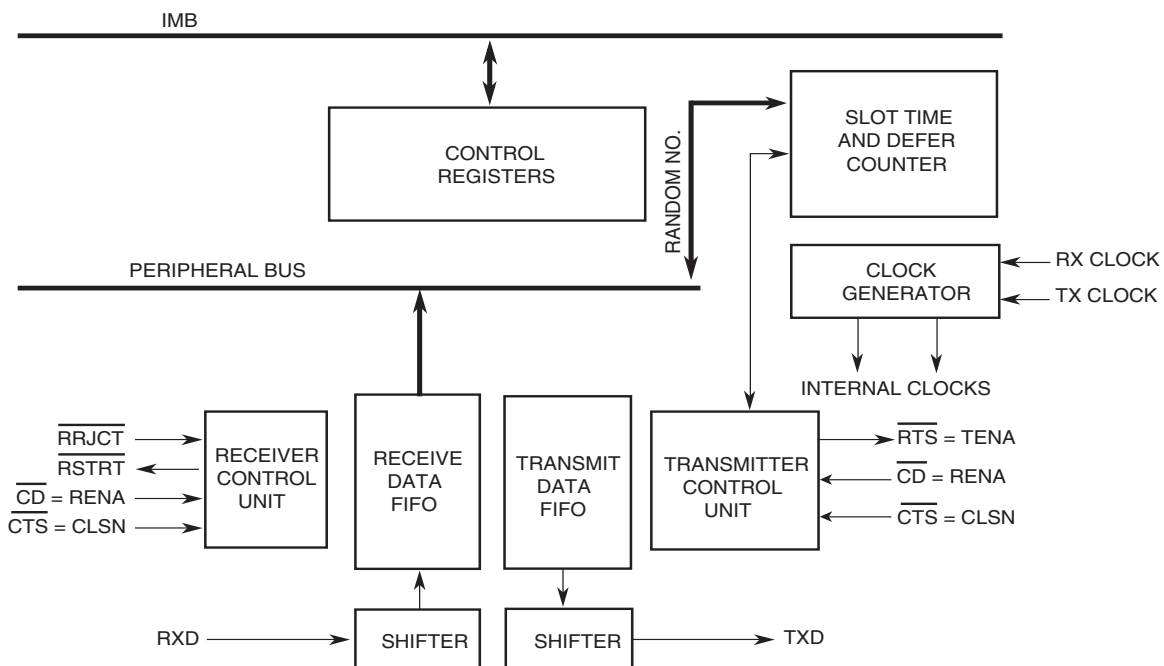 IMB
CONTROL
REGISTERS
RANDOM NO.
SLOT TIME
AND DEFER
COUNTER
PERIPHERAL BUS
CLOCK
GENERATOR
RX CLOCK
TX CLOCK
INTERNAL CLOCKS
RRJCT
RSTRT
CD = RENA
CTS = CLSN
RECEIVER
CONTROL
UNIT
RECEIVE
DATA
FIFO
TRANSMIT
DATA
FIFO
TRANSMITTER
CONTROL
UNIT
RTS = TENA
CD = RENA
CTS = CLSN
RXD
SHIFTER
SHIFTER
TXD